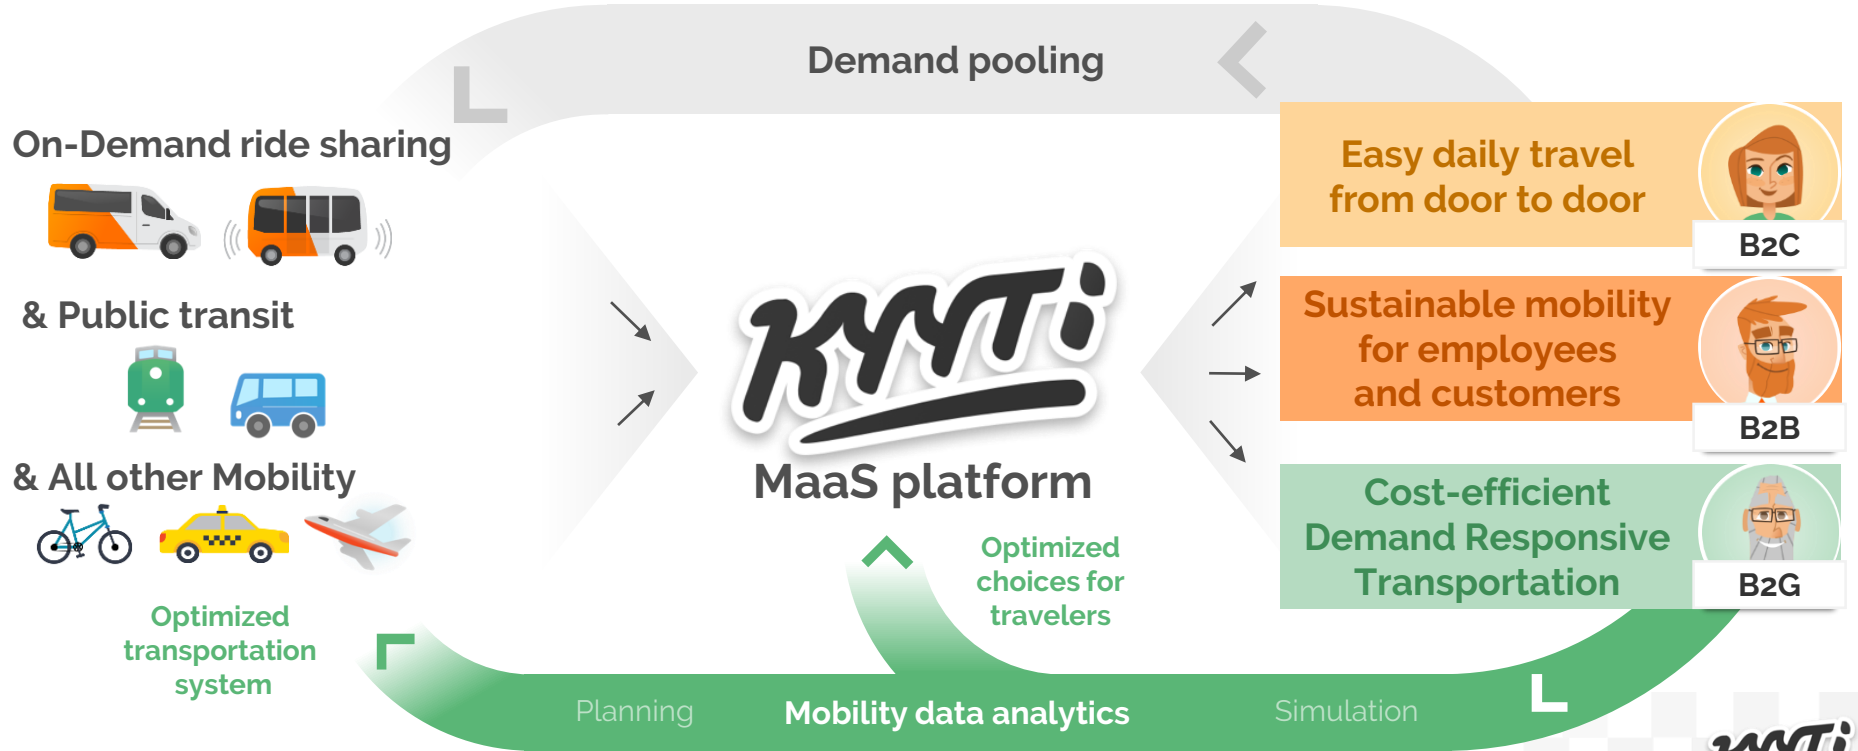 Demand pooling
On-Demand ride sharing
& Public transit
& All other Mobility
Optimized
transportation
system
KYYTi
MaaS platform
Optimized
choices for
travelers
Easy daily travel
from door to door
B2C
Sustainable mobility
for employees
and customers
B2B
Cost-efficient
Demand Responsive
Transportation
B2G
Planning
Mobility data analytics
Simulation
KYYTi